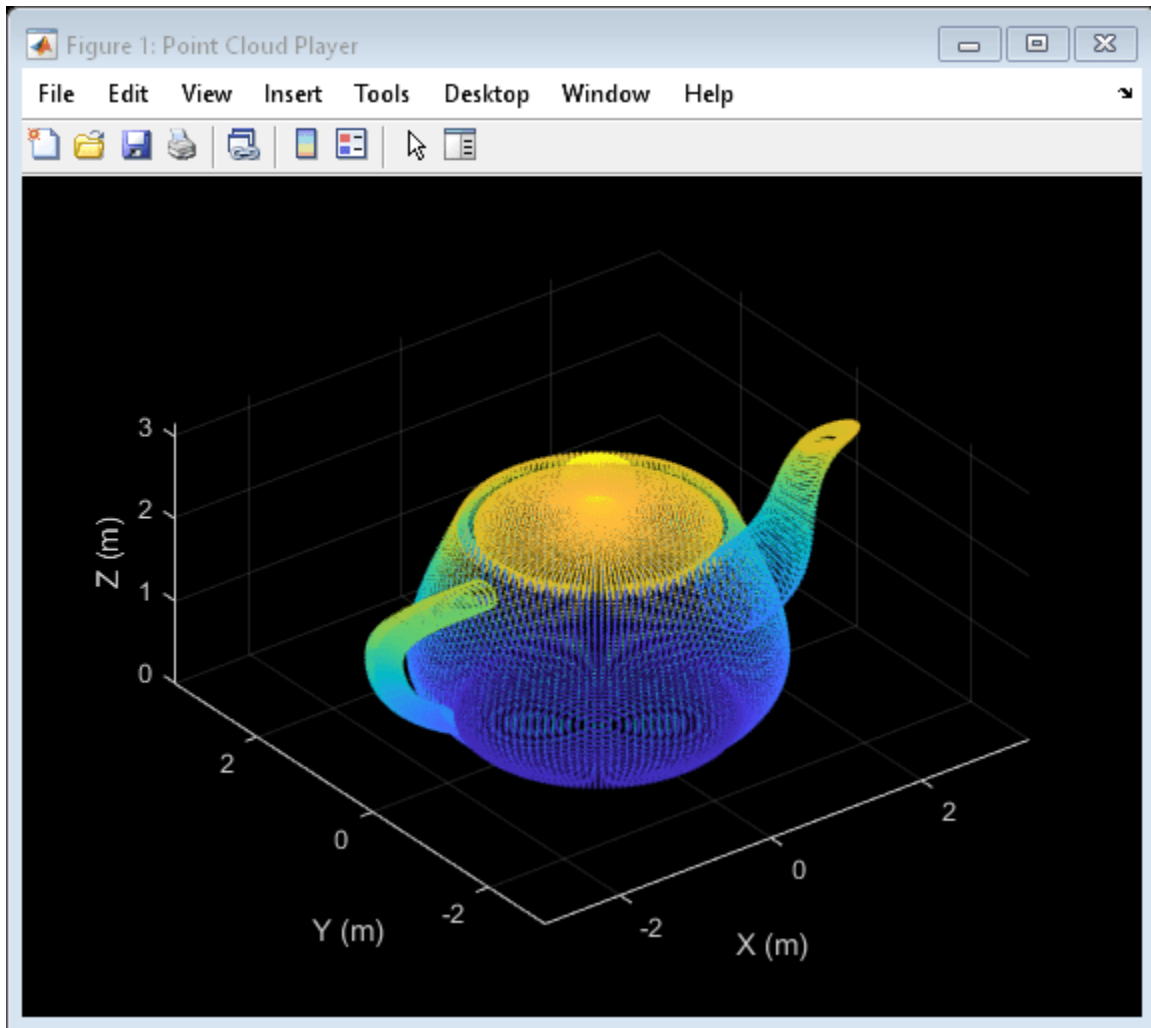 Figure 1: Point Cloud Player
File Edit View Insert Tools Desktop Window Help
3
2
1
0
Z (m)
2
0
-2
Y (m)
-2
0
2
X (m)